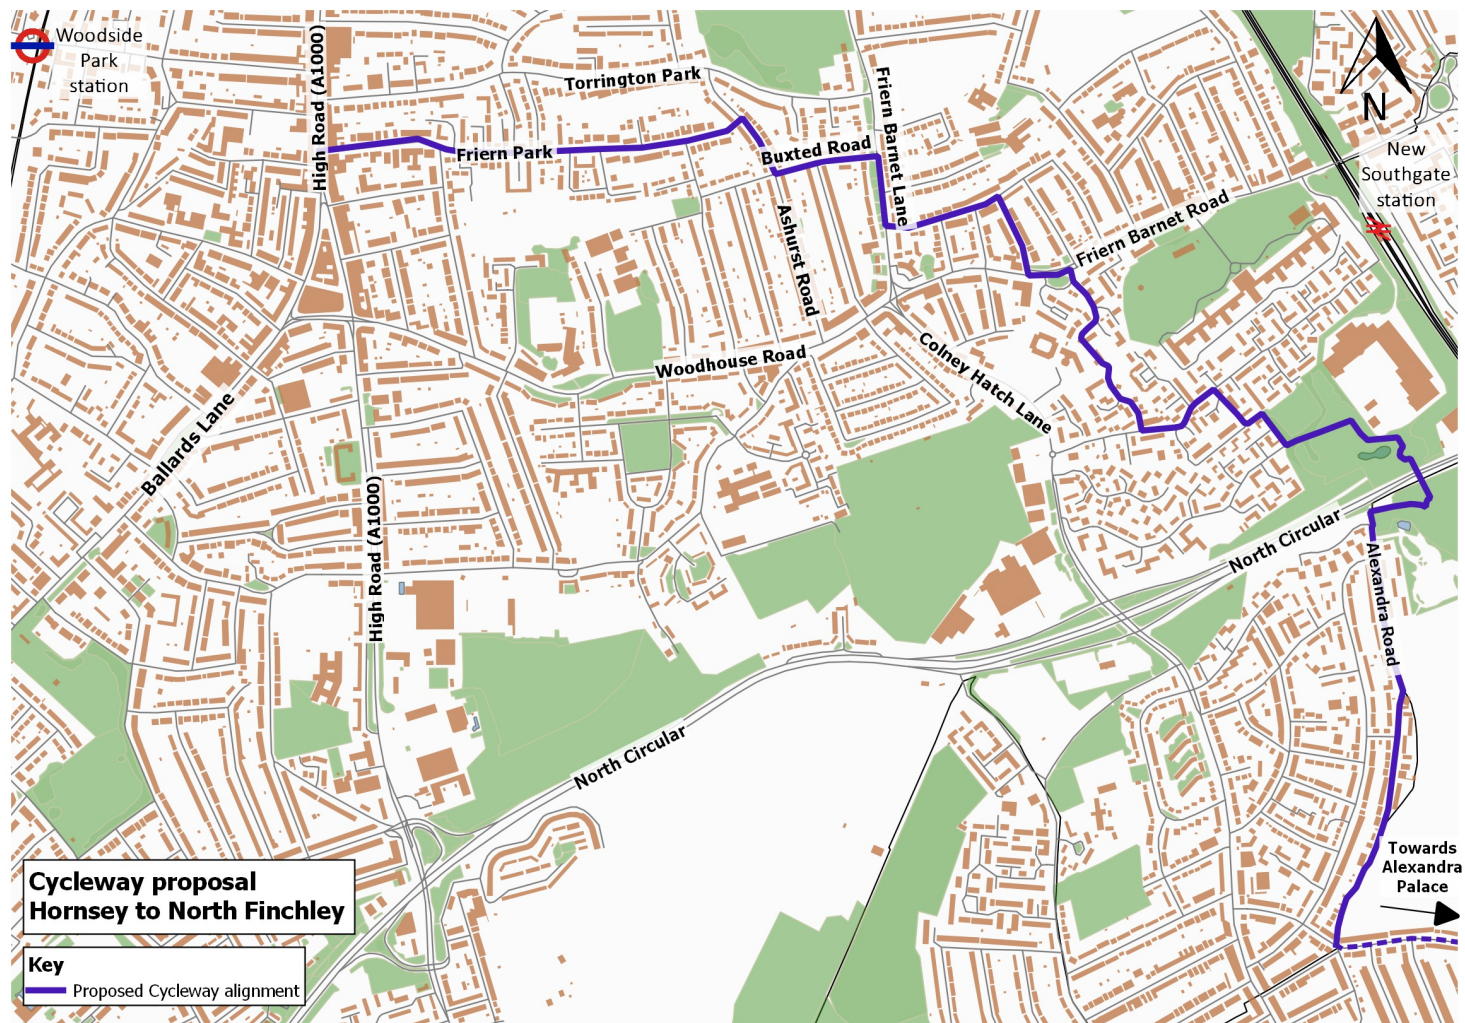 Woodside
Park
station
High Road (A1000)
Torrington Park
Friern Barnet Lane
N
New
Southgate
station
Friern Park
Buxted Road
Ashurst Road
Friern Barnet Road
Woodhouse Road
Colney Hatch Lane
Ballards Lane
High Road (A1000)
North Circular
Alexandra Road
North Circular
Towards
Alexandra
Palace
Cycleway proposal
Hornsey to North Finchley
Key
Proposed Cycleway alignment